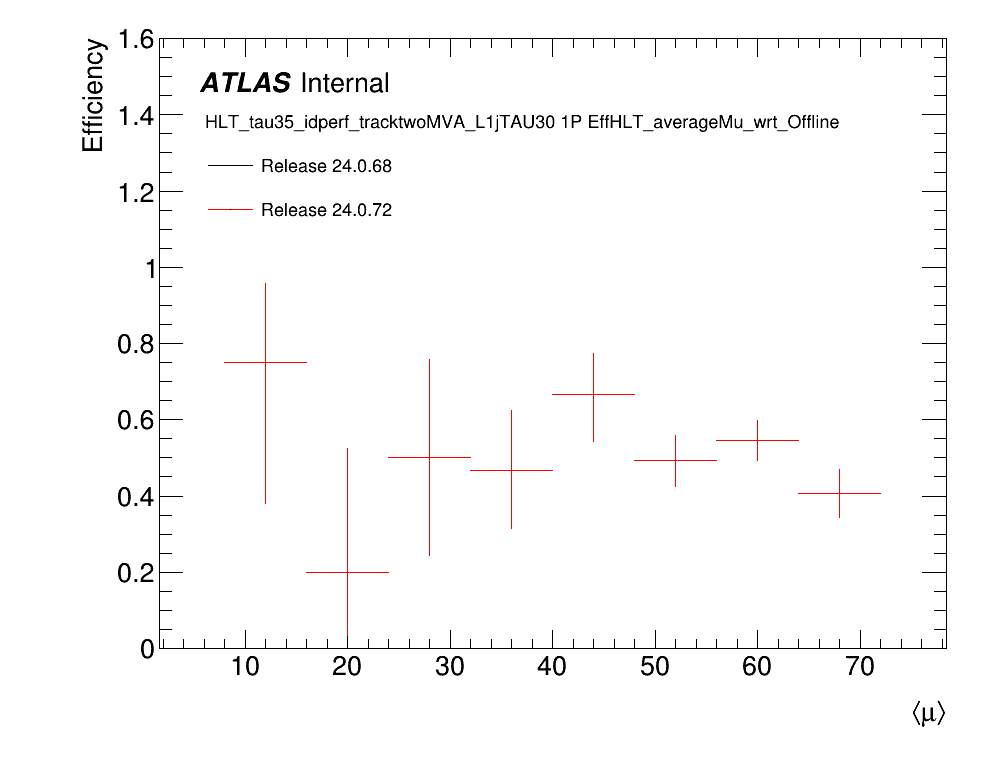 Efficiency
1.6
1.4
1.2
1
0.8
0.6
0.4
0.2
0
ATLAS Internal
HLT_tau35_idperf_tracktwoMVA_L1jTAU30 1P EffHLT_averageMu_wrt_Offline
Release 24.0.68
Release 24.0.72
10 20 30 40 50 60 70
⟨μ⟩